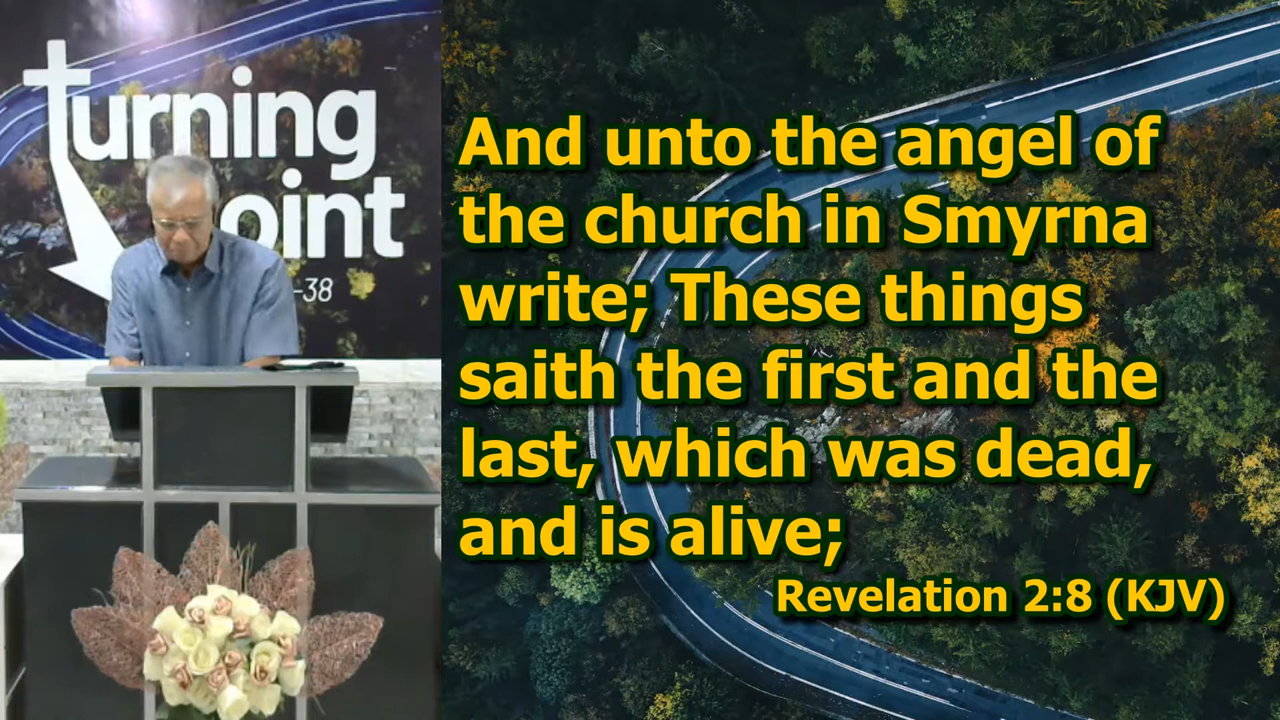 turning
point
-38
And unto the angel of
the church in Smyrna
write; These things
saith the first and the
last, which was dead,
and is alive;
Revelation 2:8 (KJV)